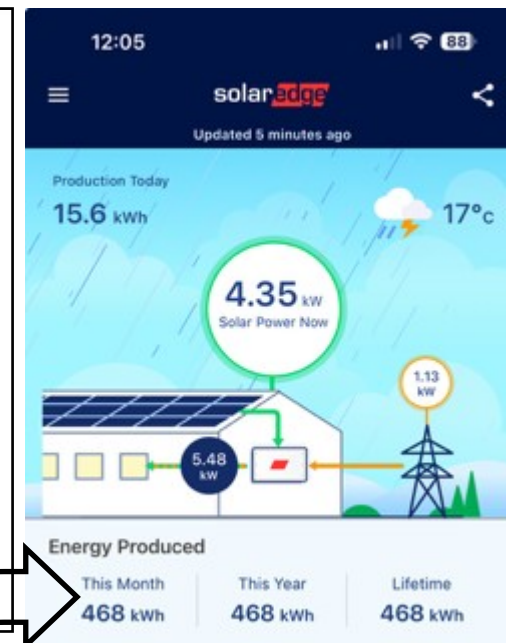 12:05
88
solaredge
Updated 5 minutes ago
Production Today
15.6 kWh
17°c
4.35 kW
Solar Power Now
1.13
kW
5.48
kW
Energy Produced
This Month This Year Lifetime
468 kWh 468 kWh 468 kWh